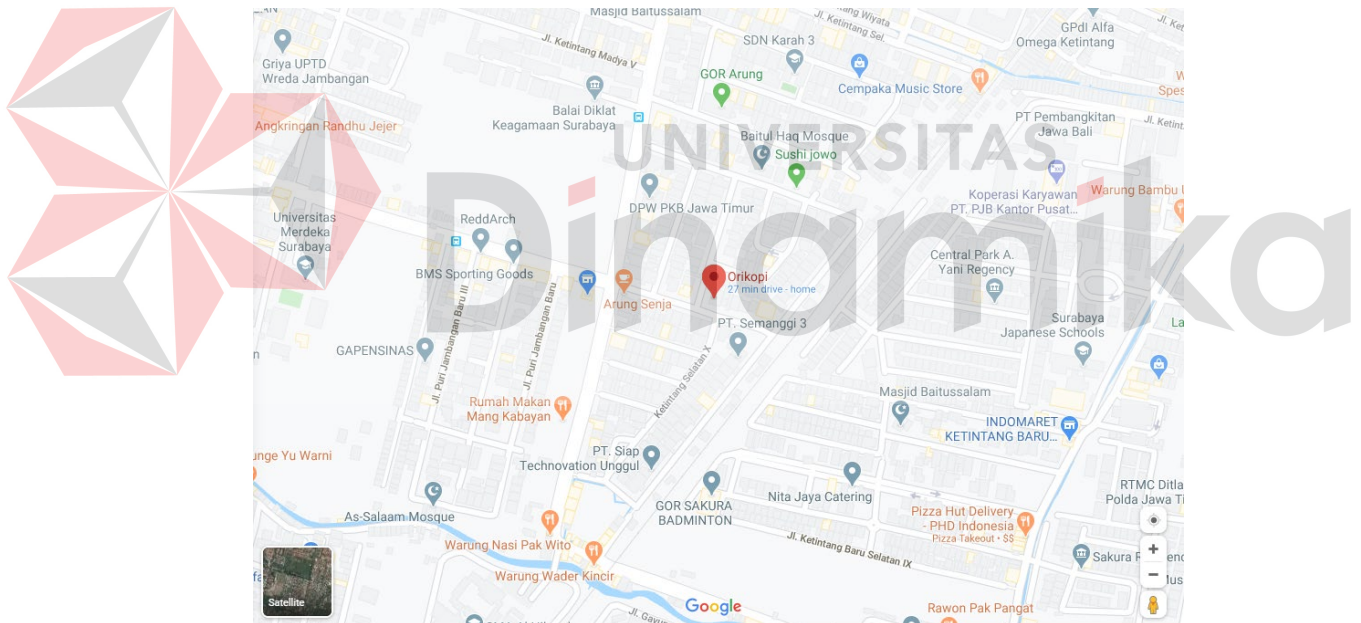 Masjid Baitussalam
Jl. Ketintang Madya V
SDN Karah 3
GPdI Alfa
Omega Ketintang
Griya UPTD
Wreda Jambangan
GOR Arung
Cempaka Music Store
Balai Diklat
Keagamaan Surabaya
PT Pembangkitan
Jawa Bali
Angkringan Randhu Jejer
UNIVERSITAS
Dinamika
Baitul Haq Mosque
Sushi jowo
Koperasi Karyawan
PT. PJB Kantor Pusat...
Warung Bambu
DPW PKB Jawa Timur
Universitas
Merdeka
Surabaya
ReddArch
BMS Sporting Goods
Central Park A.
Yani Regency
Orikopi
27 min drive - home
Arung Senja
PT. Semanggi 3
Surabaya
Japanese Schools
La
GAPENSINAS
Jl. Puri Jambangan Baru III
Jl. Puri Jambangan Baru
Ketintang Selatan X
Masjid Baitussalam
Rumah Makan
Mang Kabayan
INDOMARET
KETINTANG BARU...
unge Yu Warni
PT. Siap
Technovation Unggul
Nita Jaya Catering
RTMC Ditla
Polda Jawa Ti
As-Salaam Mosque
GOR SAKURA
BADMINTON
Pizza Hut Delivery
- PHD Indonesia
Pizza Takeout • $$
Warung Nasi Pak Wito
Jl. Ketintang Baru Selatan IX
Warung Wader Kincir
Sakura
Satellite
Google
Rawon Pak Pangat